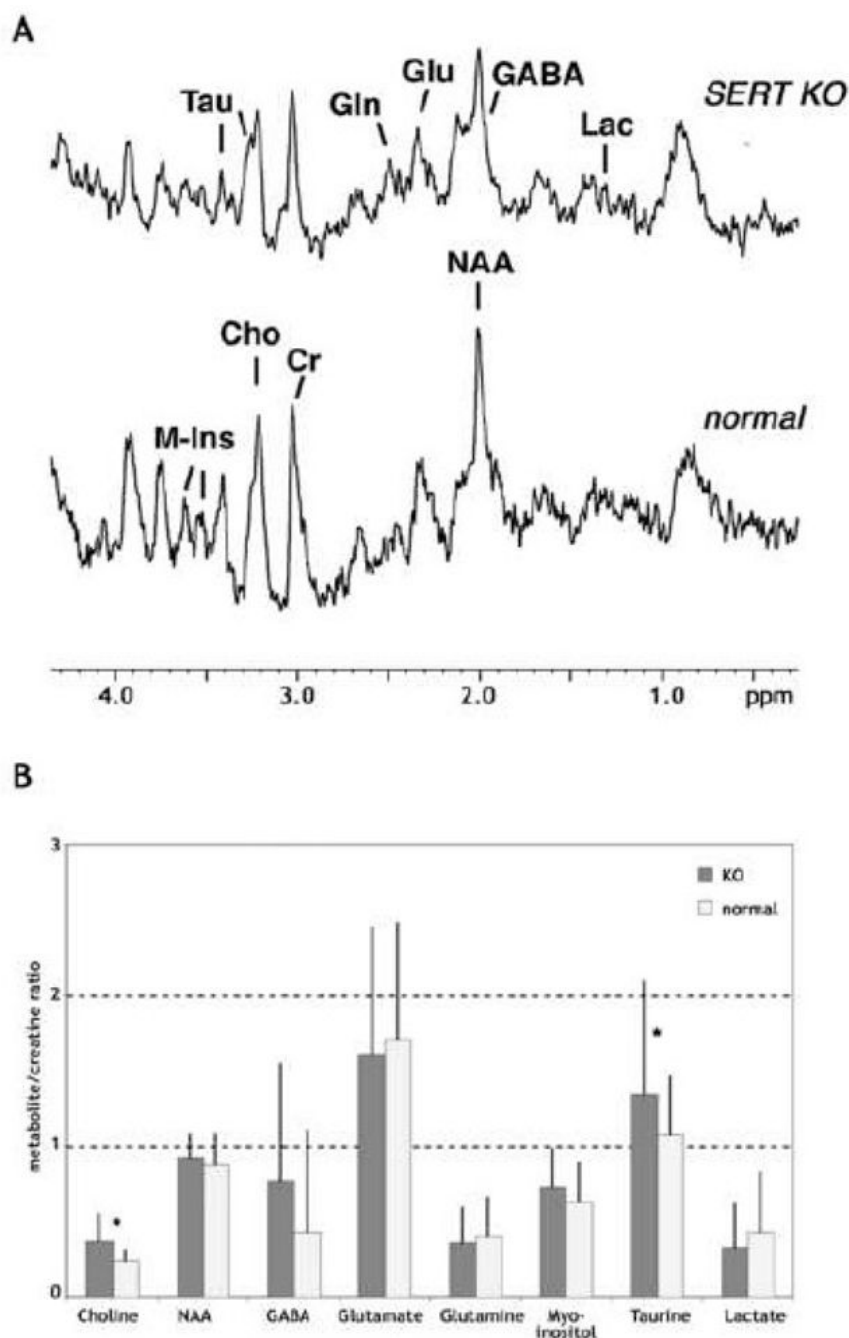 A
Tau
Gln
Glu
GABA
Lac
SERT KO
NAA
Cho
Cr
M-Ins
normal
4.0 3.0 2.0 1.0 ppm
B
metabolite/creatine ratio
3
2
1
0
KO
normal
*
*
Choline NAA GABA Glutamate Glutamine Myo-
inositol Taurine Lactate